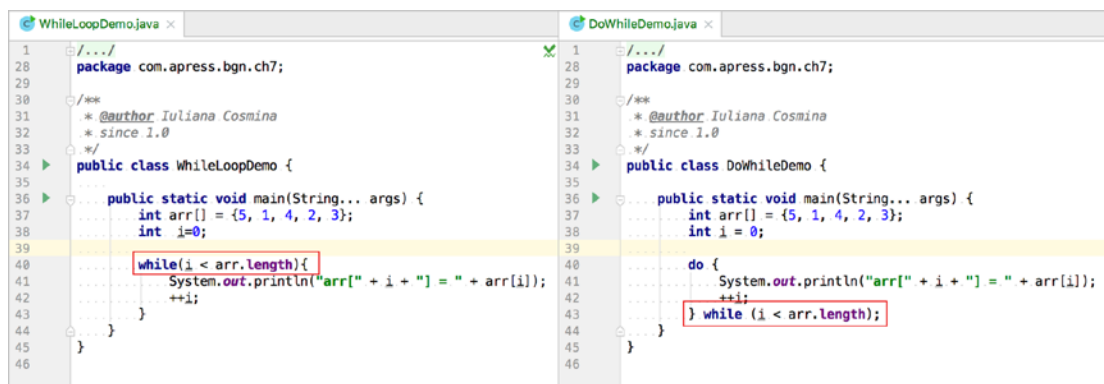 WhileLoopDemo.java ×
1 /.../
28 package com.apress.bgn.ch7;
29
30 /**
31 * @author Iuliana Cosmina
32 * since 1.0
33 */
34 public class WhileLoopDemo {
35
36 public static void main(String... args) {
37 int arr[] = {5, 1, 4, 2, 3};
38 int i=0;
39
40 while(i < arr.length){
41 System.out.println("arr[" + i + "] = " + arr[i]);
42 ++i;
43 }
44 }
45 }
46
DoWhileDemo.java ×
1 /.../
28 package com.apress.bgn.ch7;
29
30 /**
31 * @author Iuliana Cosmina
32 * since 1.0
33 */
34 public class DoWhileDemo {
35
36 public static void main(String... args) {
37 int arr[] = {5, 1, 4, 2, 3};
38 int i = 0;
39
40 do {
41 System.out.println("arr[" + i + "] = " + arr[i]);
42 ++i;
43 } while (i < arr.length);
44 }
45 }
46